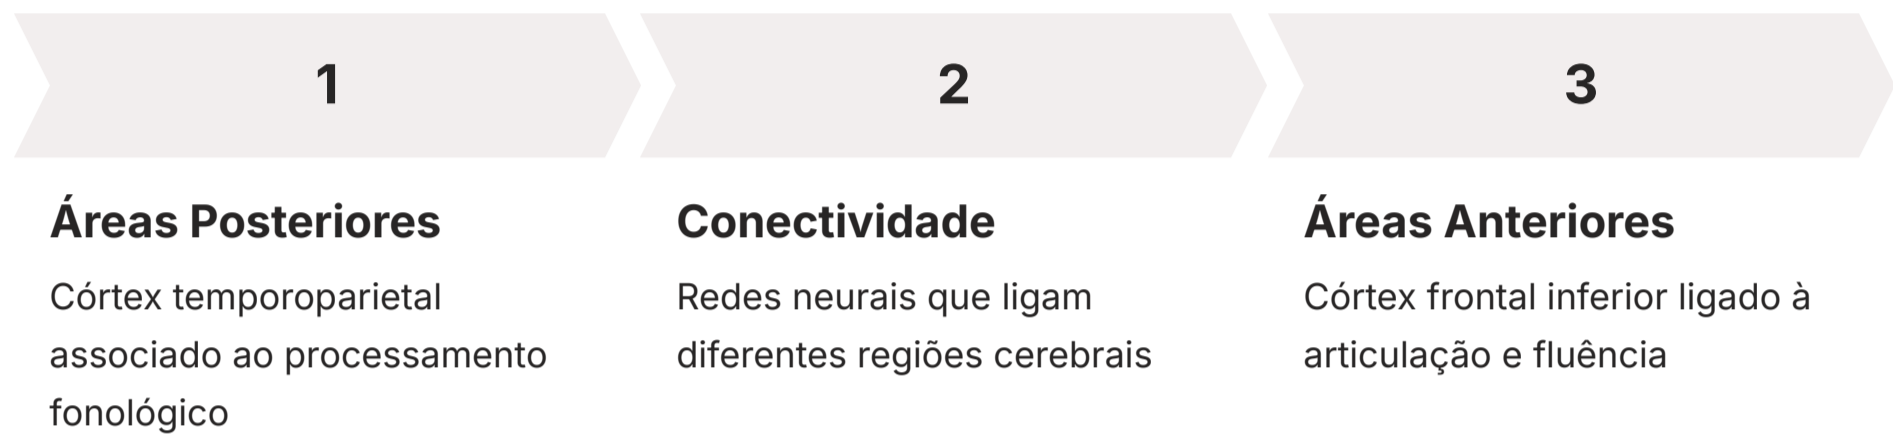 1
Áreas Posteriores
Córtex temporoparietal
associado ao processamento
fonológico
2
Conectividade
Redes neurais que ligam
diferentes regiões cerebrais
3
Áreas Anteriores
Córtex frontal inferior ligado à
articulação e fluência